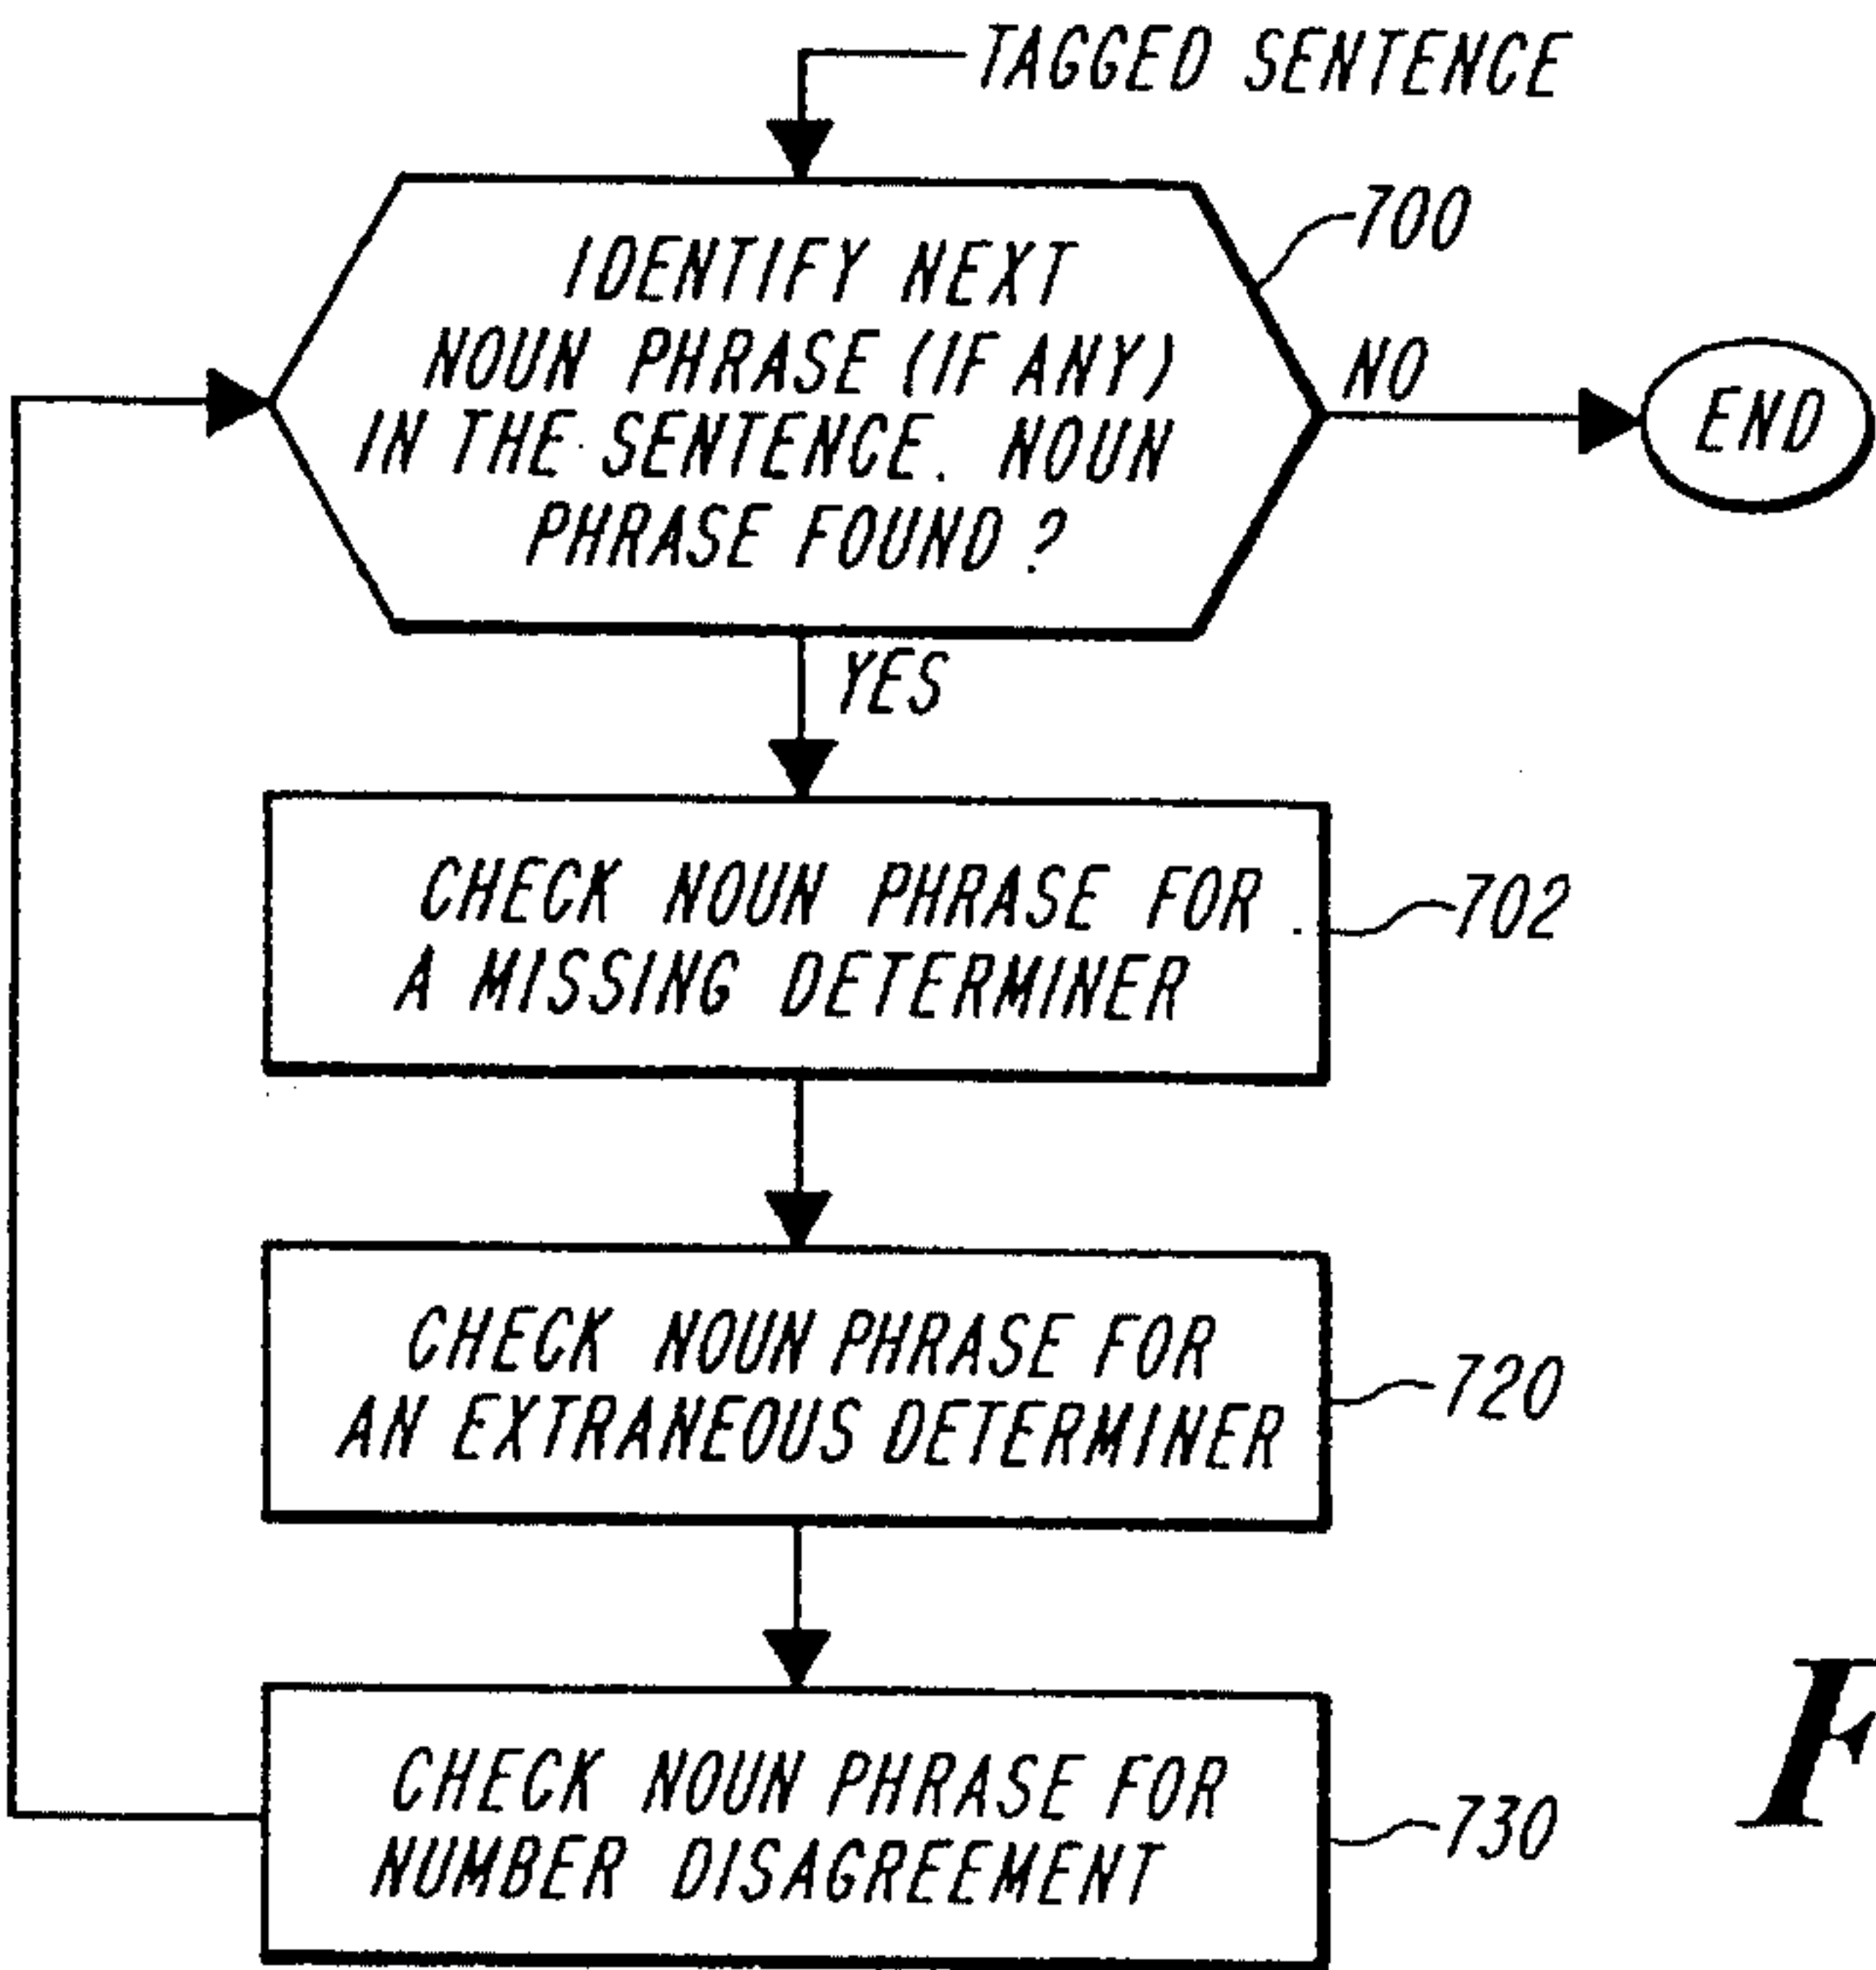 TAGGED SENTENCE
700
IDENTIFY NEXT
NOUN PHRASE (IF ANY)
IN THE SENTENCE. NOUN
PHRASE FOUND?
NO
END
YES
CHECK NOUN PHRASE FOR
A MISSING DETERMINER
702
CHECK NOUN PHRASE FOR
AN EXTRANEOUS DETERMINER
720
CHECK NOUN PHRASE FOR
NUMBER DISAGREEMENT
730
F